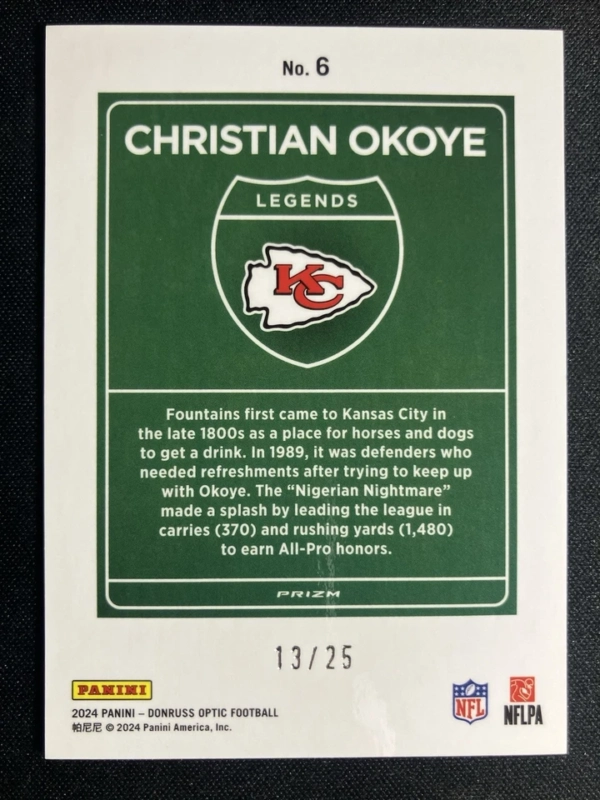 No. 6
CHRISTIAN OKOYE
LEGENDS
KC
Fountains first came to Kansas City in
the late 1800s as a place for horses and dogs
to get a drink. In 1989, it was defenders who
needed refreshments after trying to keep up
with Okoye. The “Nigerian Nightmare”
made a splash by leading the league in
carries (370) and rushing yards (1,480)
to earn All-Pro honors.
PRIZM
13/25
PANINI
2024 PANINI – DONRUSS OPTIC FOOTBALL
帕尼尼 © 2024 Panini America, Inc.
NFL
NFLPA